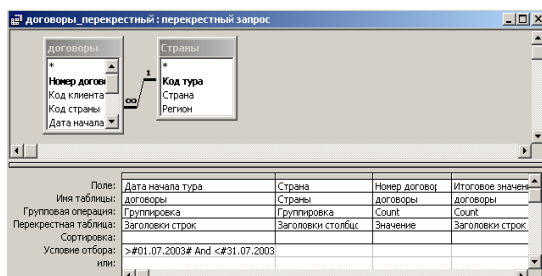 договоры_перекрестный : перекрестный запрос
договоры
*
Номер догово
Код клиента
Код страны
Дата начала
∞
1
Страны
*
Код тура
Страна
Регион
Поле: Дата начала тура Страна Номер договор Итоговое значен
Имя таблицы: договоры Страны договоры договоры
Групповая операция: Группировка Группировка Count Count
Перекрестная таблица: Заголовки строк Заголовки столбцо Значение Заголовки строк
Сортировка:
Условие отбора: >#01.07.2003# And <#31.07.2003
или: